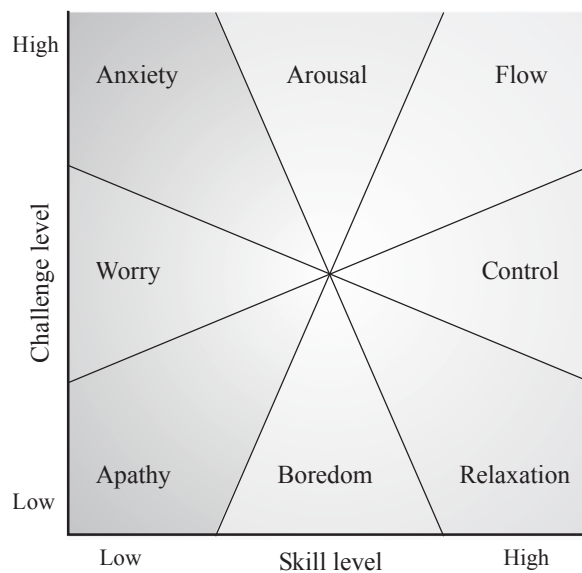 High
Anxiety
Arousal
Flow
Challenge level
Worry
Control
Apathy
Boredom
Relaxation
Low
Low
Skill level
High